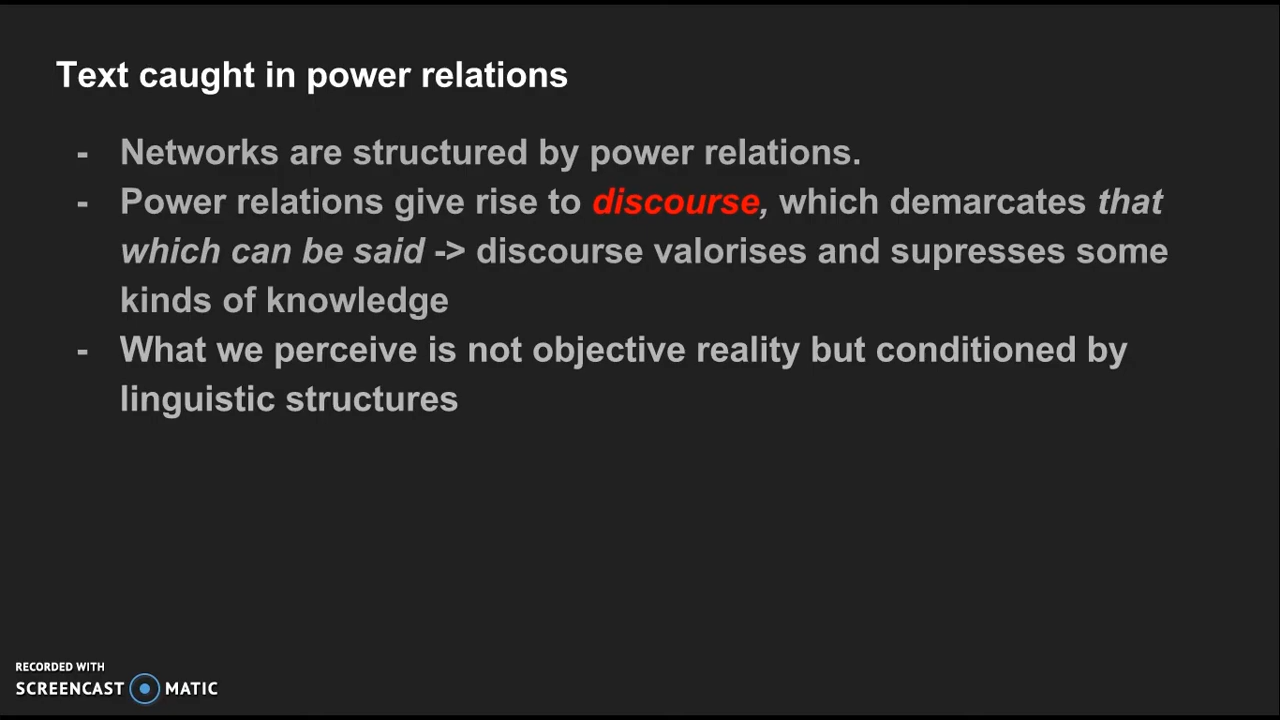 Text caught in power relations
- Networks are structured by power relations.
- Power relations give rise to discourse, which demarcates that
which can be said -> discourse valorises and supresses some
kinds of knowledge
- What we perceive is not objective reality but conditioned by
linguistic structures
RECORDED WITH
SCREENCAST MATIC